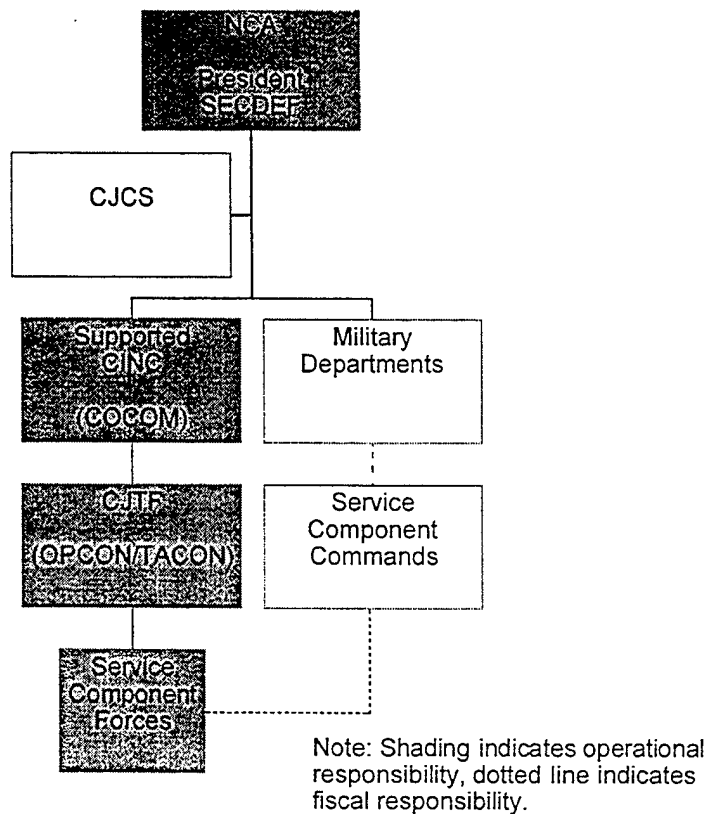 NCA
President
SECDEF
CJCS
Supported
CINC
(COCOM)
Military
Departments
CJTF
(OPCON/TACON)
Service
Component
Commands
Service
Component
Forces
Note: Shading indicates operational
responsibility, dotted line indicates
fiscal responsibility.